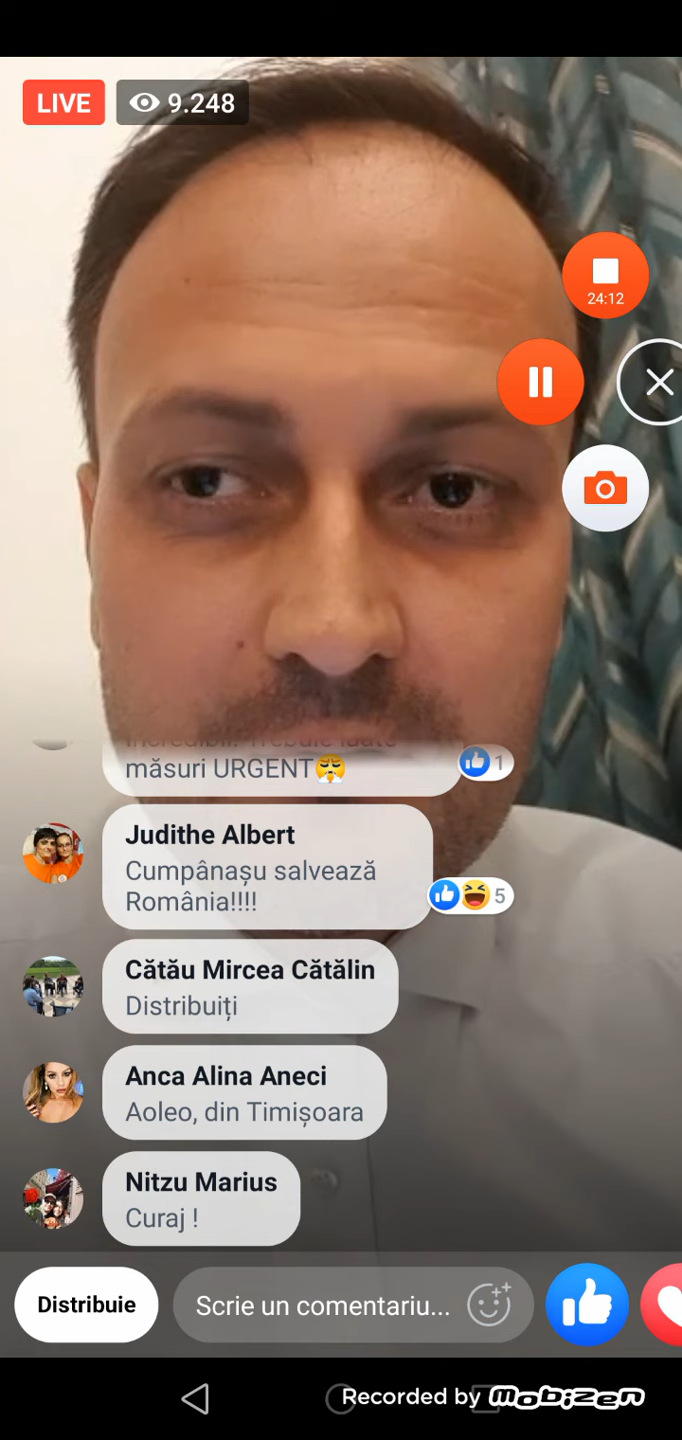 LIVE
9.248
24:12
măsuri URGENT😤
1
Judithe Albert
Cumpânașu salvează
România!!!!
5
Cătău Mircea Cătălin
Distribuiți
Anca Alina Aneci
Aoleo, din Timișoara
Nitzu Marius
Curaj !
Distribuie
Scrie un comentariu...
Recorded by mobizen